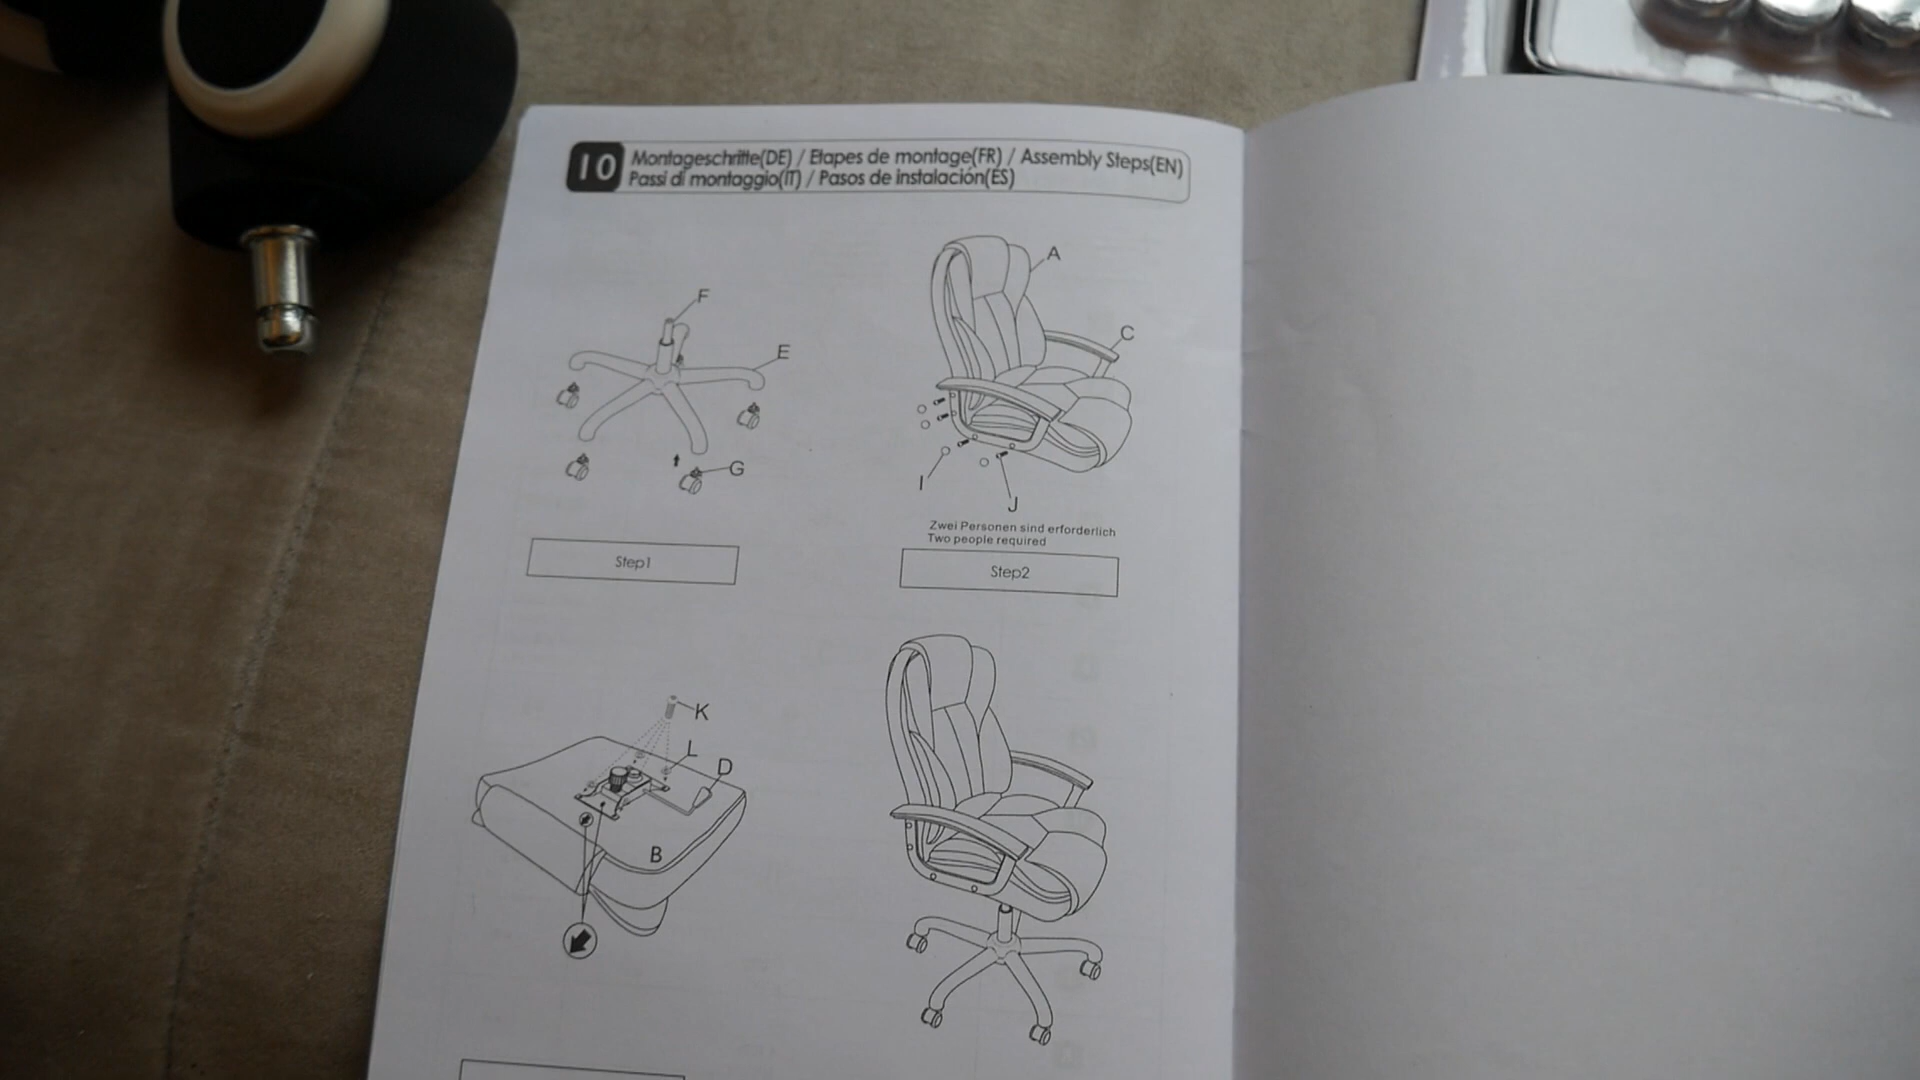 10
Montageschritte(DE) / Etapes de montage(FR) / Assembly Steps(EN)
Passi di montaggio(IT) / Pasos de instalación(ES)
F
E
G
Step1
A
C
I
J
Zwei Personen sind erforderlich
Two people required
Step2
K
L
D
B